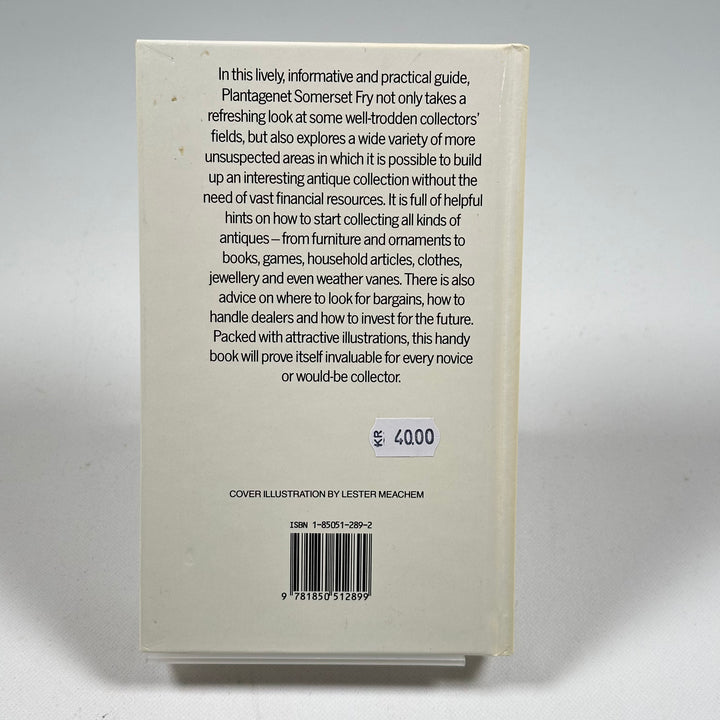 In this lively, informative and practical guide,
Plantagenet Somerset Fry not only takes a
refreshing look at some well-trodden collectors'
fields, but also explores a wide variety of more
unsuspected areas in which it is possible to build
up an interesting antique collection without the
need of vast financial resources. It is full of helpful
hints on how to start collecting all kinds of
antiques – from furniture and ornaments to
books, games, household articles, clothes,
jewellery and even weather vanes. There is also
advice on where to look for bargains, how to
handle dealers and how to invest for the future.
Packed with attractive illustrations, this handy
book will prove itself invaluable for every novice
or would-be collector.
KR 40.00
COVER ILLUSTRATION BY LESTER MEACHEM
ISBN 1-85051-289-2
9 781850 512899